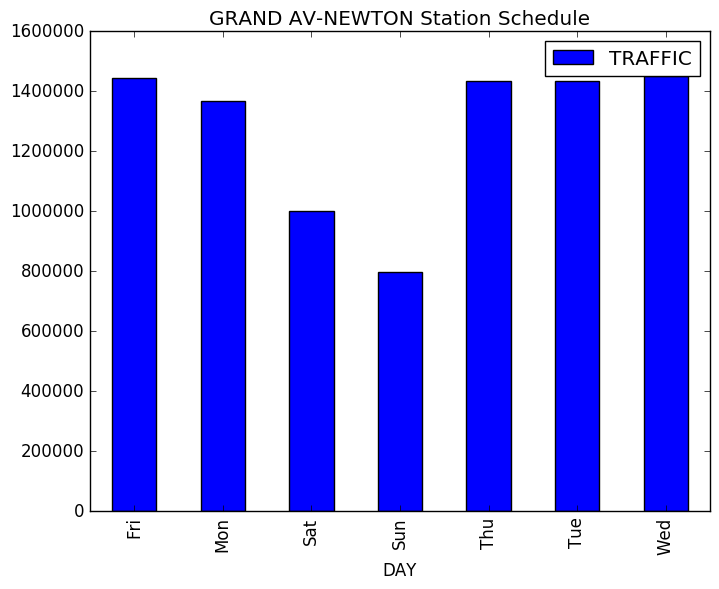 GRAND AV-NEWTON Station Schedule
TRAFFIC
1600000
1400000
1200000
1000000
800000
600000
400000
200000
0
Fri
Mon
Sat
Sun
Thu
Tue
Wed
DAY